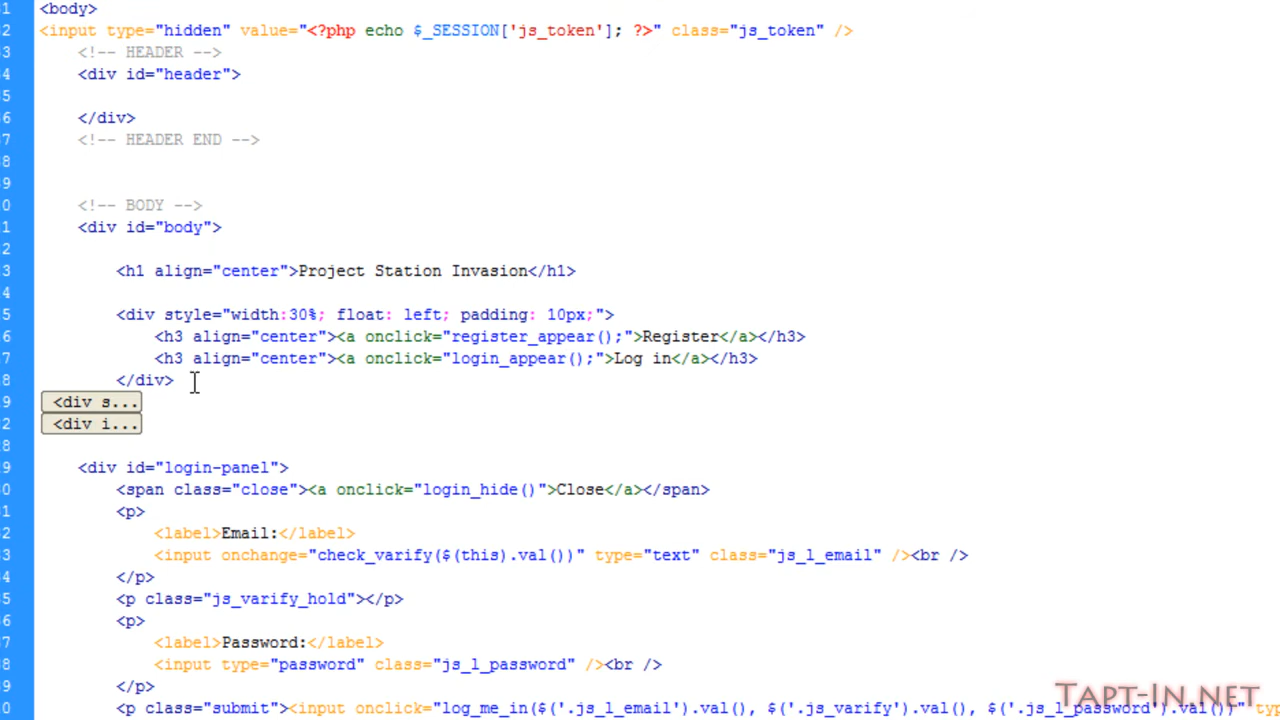 1 <body>
2 <input type="hidden" value="<?php echo $_SESSION['js_token']; ?>" class="js_token" />
3 <!-- HEADER -->
4 <div id="header">
5
6 </div>
7 <!-- HEADER END -->
8
9
0 <!-- BODY -->
1 <div id="body">
2
3 <h1 align="center">Project Station Invasion</h1>
4
5 <div style="width:30%; float: left; padding: 10px;">
6 <h3 align="center"><a onclick="register_appear();">Register</a></h3>
7 <h3 align="center"><a onclick="login_appear();">Log in</a></h3>
8 </div>
9 <div s...
2 <div i...
8
9 <div id="login-panel">
0 <span class="close"><a onclick="login_hide()">Close</a></span>
1 <p>
2 <label>Email:</label>
3 <input onchange="check_varify($(this).val())" type="text" class="js_l_email" /><br />
4 </p>
5 <p class="js_varify_hold"></p>
6 <p>
7 <label>Password:</label>
8 <input type="password" class="js_l_password" /><br />
9 </p>
0 <p class="submit"><input onclick="log_me_in($('.js_l_email').val(), $('.js_varify').val(), $('.js_l_password').val())" typ
TAPT-IN.NET